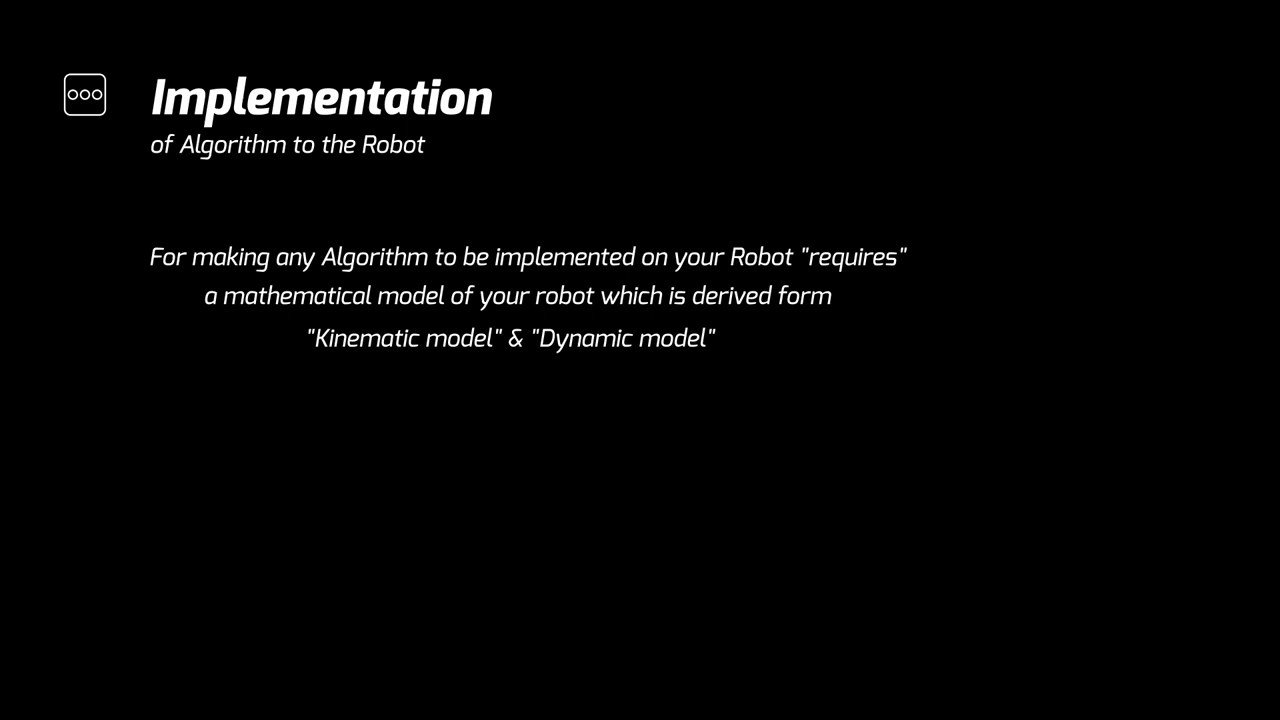 Implementation
of Algorithm to the Robot
For making any Algorithm to be implemented on your Robot "requires"
a mathematical model of your robot which is derived form
"Kinematic model" & "Dynamic model"